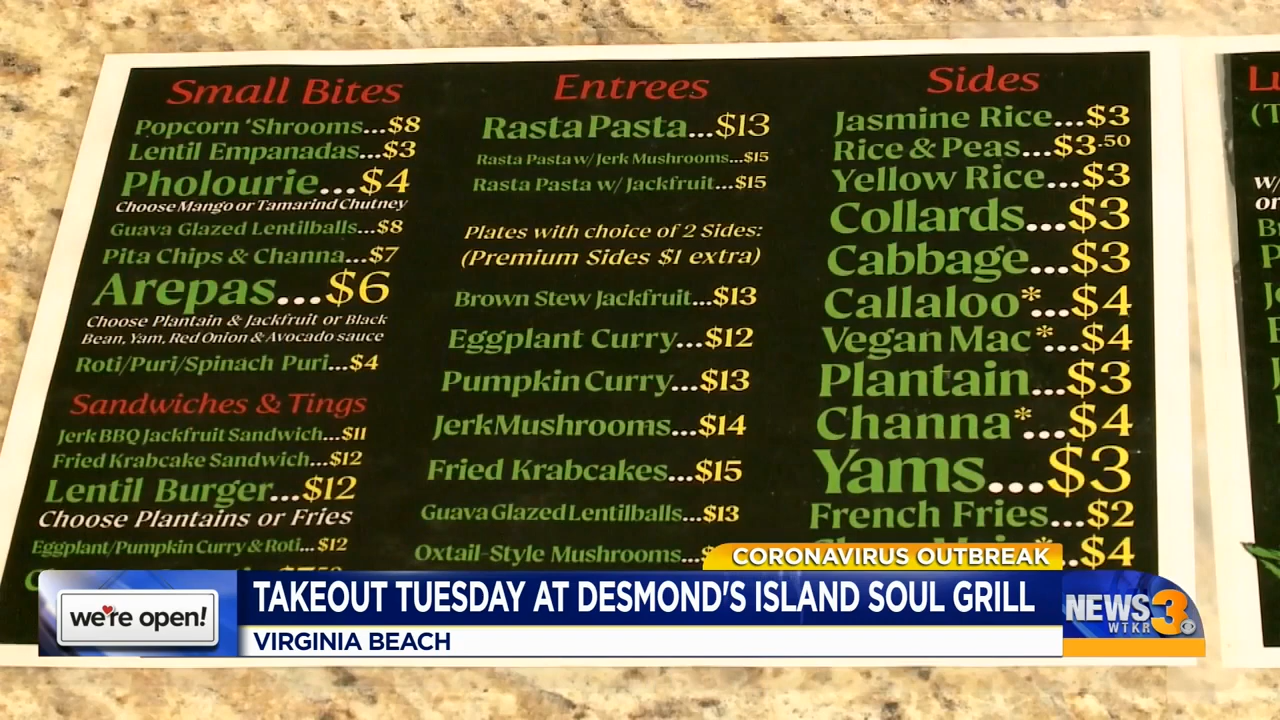 Small Bites
Popcorn 'Shrooms...$8
Lentil Empanadas...$3
Pholourie...$4
Choose Mango or Tamarind Chutney
Guava Glazed Lentilballs...$8
Pita Chips & Channa...$7
Arepas...$6
Choose Plantain & Jackfruit or Black
Bean, Yam, Red Onion & Avocado sauce
Roti/Puri/Spinach Puri...$4
Sandwiches & Tings
Jerk BBQ Jackfruit Sandwich...$11
Fried Krabcake Sandwich...$12
Lentil Burger...$12
Choose Plantains or Fries
Eggplant/Pumpkin Curry & Roti...$12
Entrees
Rasta Pasta...$13
Rasta Pasta w/ Jerk Mushrooms...$15
Rasta Pasta w/ Jackfruit...$15
Plates with choice of 2 Sides:
(Premium Sides $1 extra)
Brown Stew Jackfruit...$13
Eggplant Curry...$12
Pumpkin Curry...$13
Jerk Mushrooms...$14
Fried Krabcakes...$15
Guava Glazed Lentilballs...$13
Oxtail-Style Mushrooms...$
Sides
Jasmine Rice...$3
Rice & Peas...$3.50
Yellow Rice...$3
Collards...$3
Cabbage...$3
Callaloo*...$4
Vegan Mac*...$4
Plantain...$3
Channa*...$4
Yams...$3
French Fries...$2
...$4
w/
or
CORONAVIRUS OUTBREAK
we're open!
TAKEOUT TUESDAY AT DESMOND'S ISLAND SOUL GRILL
VIRGINIA BEACH
NEWS 3
WTKR